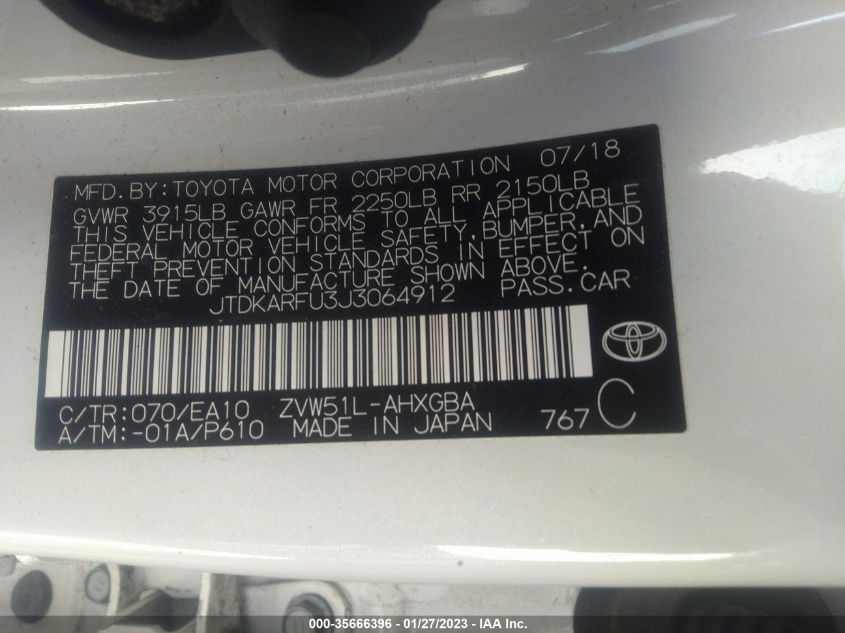 MFD. BY: TOYOTA MOTOR CORPORATION 07/18
GVWR 3915LB GAWR FR 2250LB RR 2150LB
THIS VEHICLE CONFORMS TO ALL APPLICABLE
FEDERAL MOTOR VEHICLE SAFETY, BUMPER, AND
THEFT PREVENTION STANDARDS IN EFFECT ON
THE DATE OF MANUFACTURE SHOWN ABOVE.
JTDKARFU3J3064912 PASS. CAR
C/TR: 070/EA10 ZVW51L-AHXGBA
A/TM: -01A/P610 MADE IN JAPAN 767 C
000-35666396 - 01/27/2023 - IAA Inc.